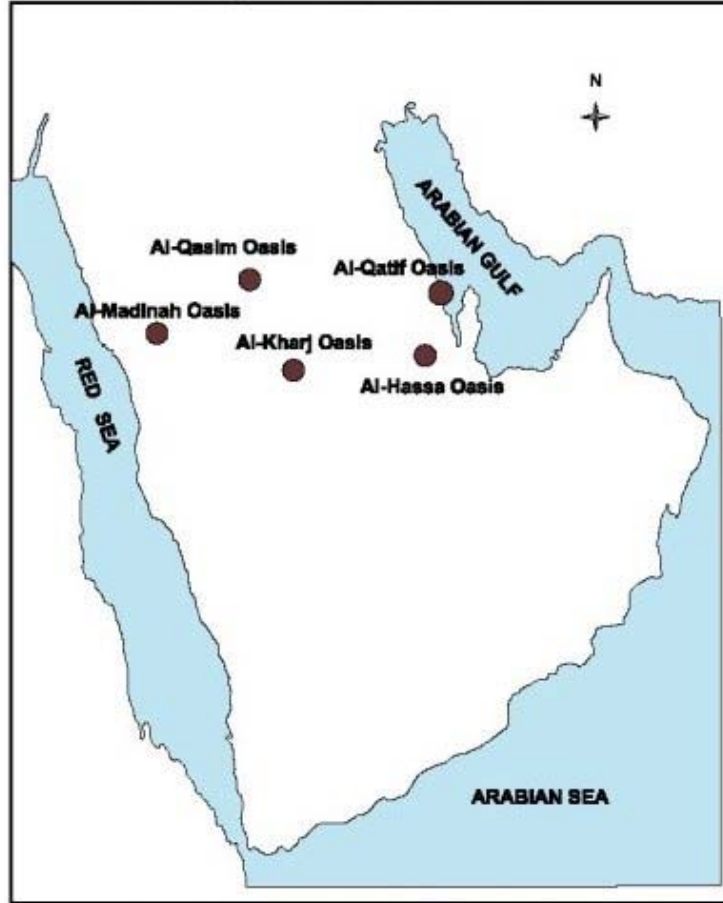 N
ARABIAN GULF
Al-Qasim Oasis
Al-Qatif Oasis
Al-Madinah Oasis
Al-Kharj Oasis
Al-Hassa Oasis
RED SEA
ARABIAN SEA